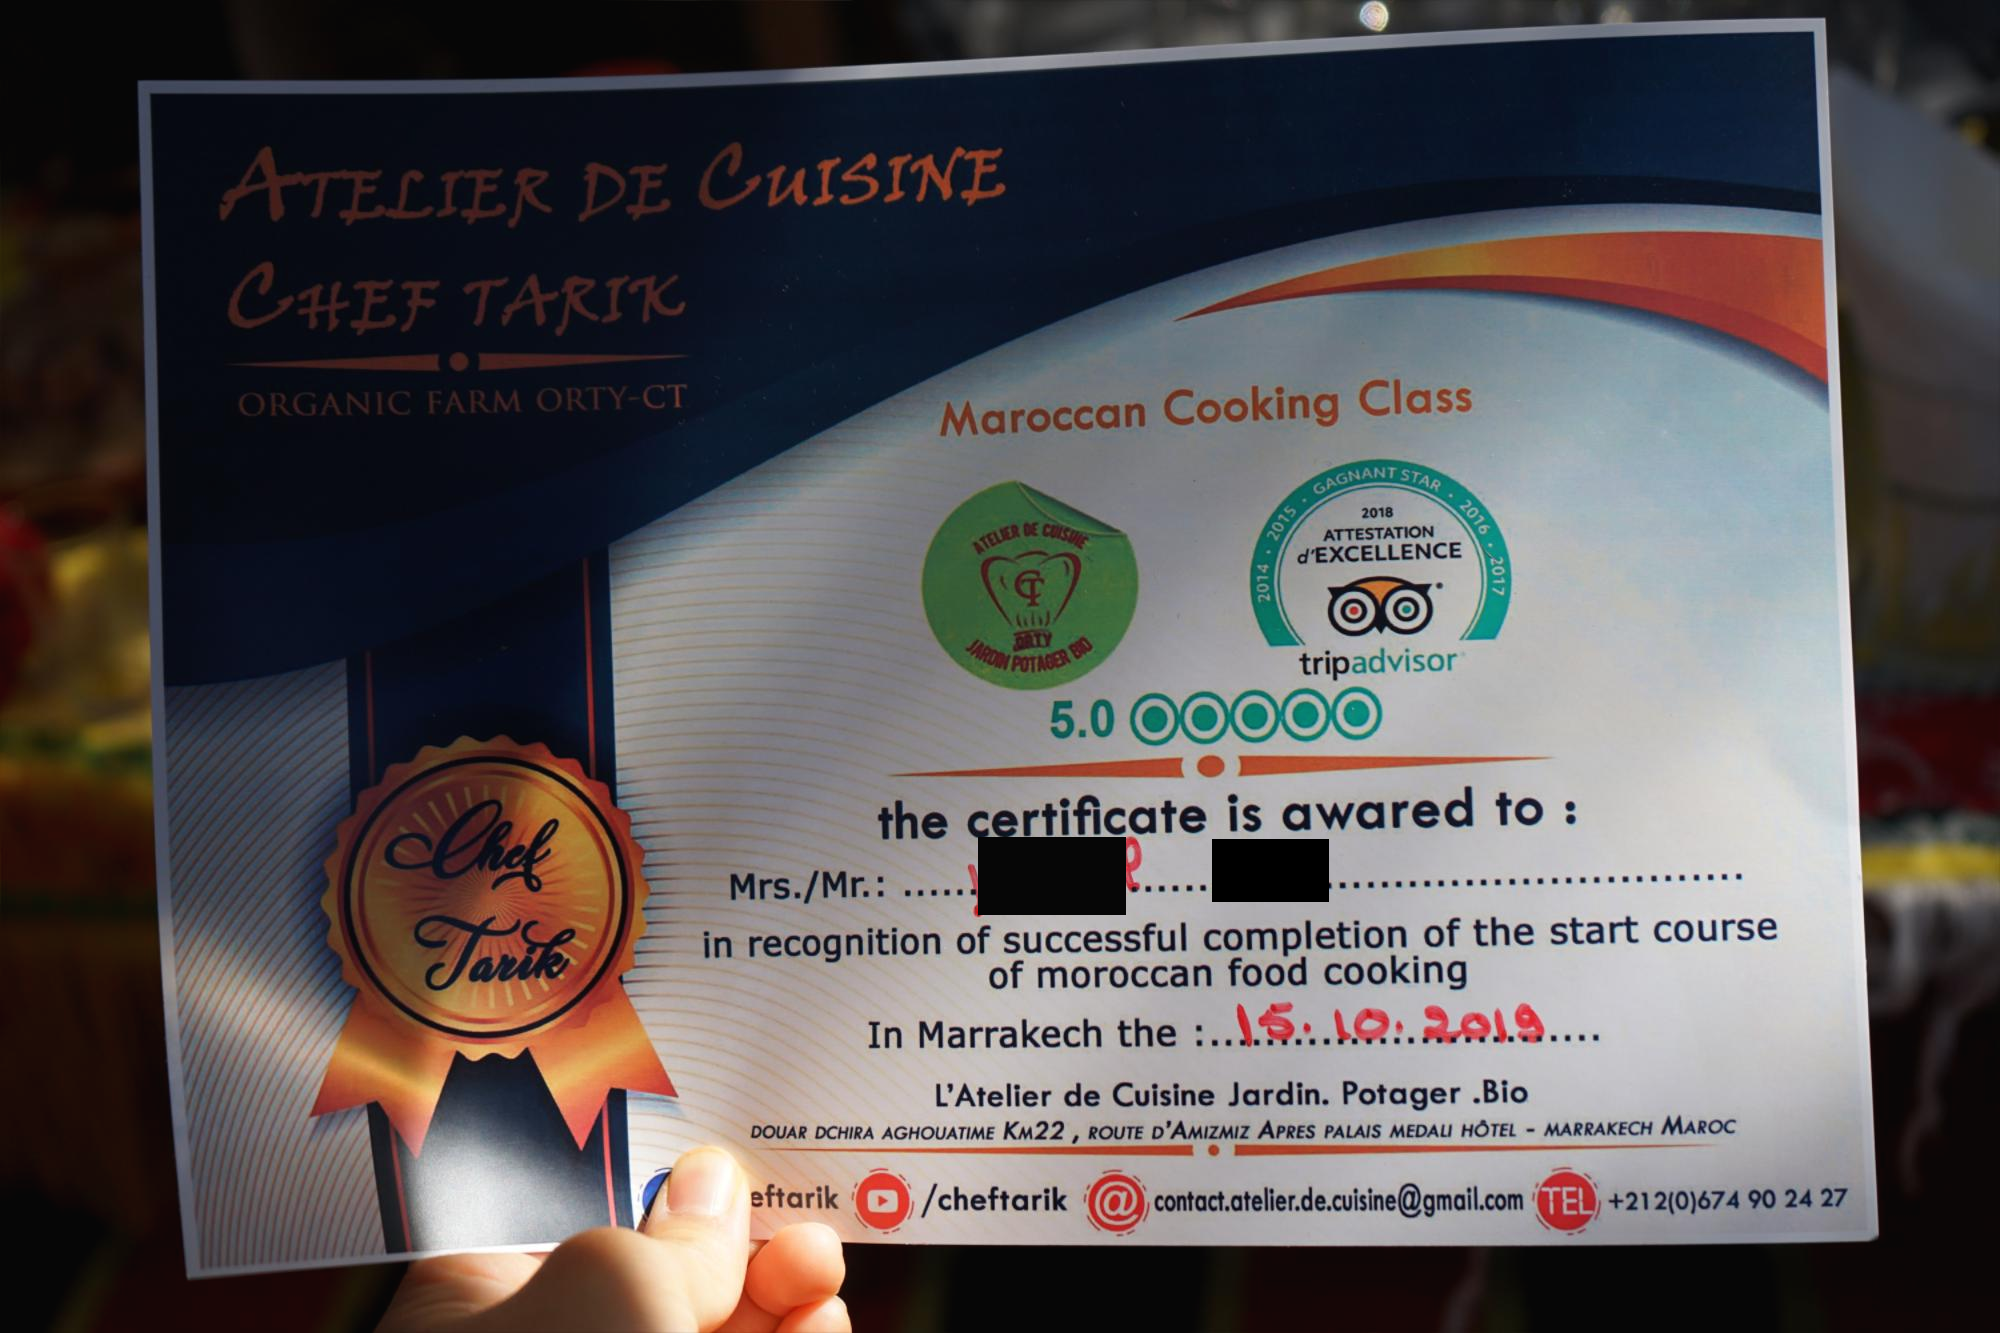 ATELIER DE CUISINE
CHEF TARIK
ORGANIC FARM ORTY-CT
Maroccan Cooking Class
ATELIER DE CUISINE
CT
ORTY
JARDIN POTAGER BIO
2014 · 2015 · GAGNANT STAR · 2016 · 2017
2018
ATTESTATION
d'EXCELLENCE
tripadvisor
5.0
the certificate is awared to :
Mrs./Mr.:
in recognition of successful completion of the start course
of moroccan food cooking
In Marrakech the : 15.10.2019
Chef
Tarik
L'Atelier de Cuisine Jardin. Potager .Bio
DOUAR DCHIRA AGHOUATIME KM22 , ROUTE D'AMIZMIZ APRES PALAIS MEDALI HÔTEL - MARRAKECH MAROC
eftarik /cheftarik @ contact.atelier.de.cuisine@gmail.com TEL +212(0)674 90 24 27